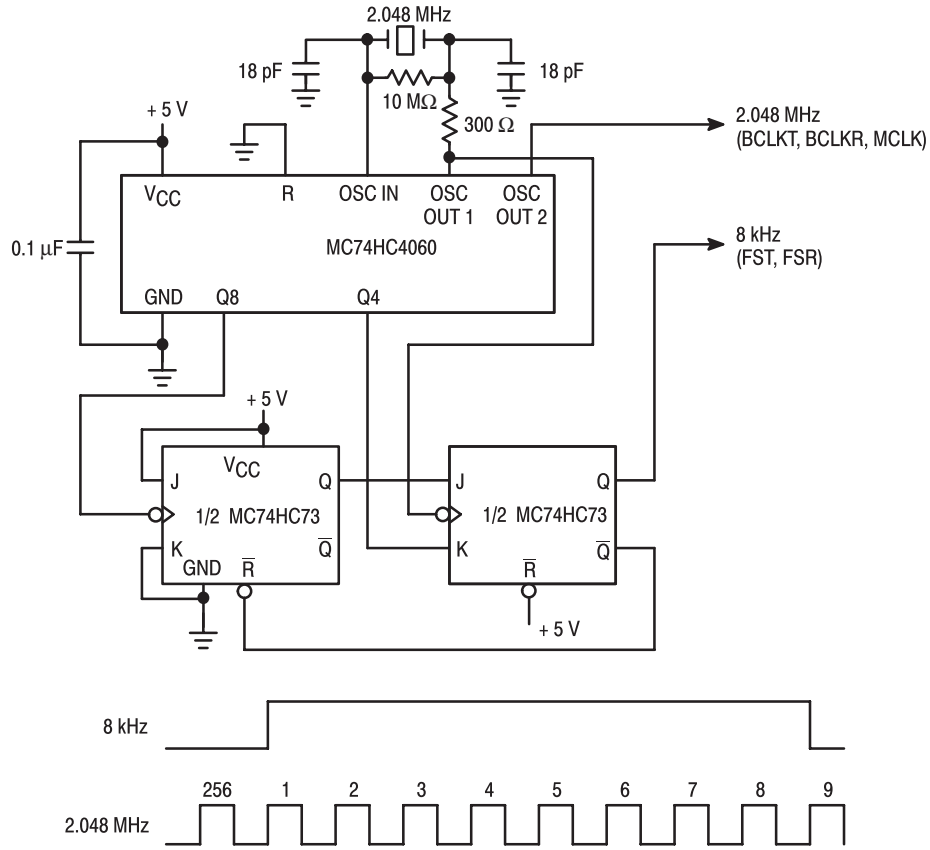 2.048 MHz
18 pF
18 pF
10 MΩ
300 Ω
+ 5 V
2.048 MHz
(BCLKT, BCLKR, MCLK)
VCC
R
OSC IN
OSC
OUT 1
OSC
OUT 2
0.1 μF
MC74HC4060
8 kHz
(FST, FSR)
GND
Q8
Q4
+ 5 V
VCC
J
Q
1/2 MC74HC73
K
Q̅
GND
R̅
J
Q
1/2 MC74HC73
K
Q̅
R̅
+ 5 V
8 kHz
256 1 2 3 4 5 6 7 8 9
2.048 MHz